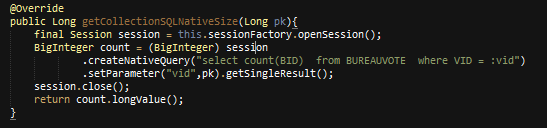 @Override
public Long getCollectionSQLNativeSize(Long pk){
final Session session = this.sessionFactory.openSession();
BigInteger count = (BigInteger) session
.createNativeQuery("select count(BID)  from BUREAUVOTE  where VID = :vid")
.setParameter("vid",pk).getSingleResult();
session.close();
return count.longValue();
}